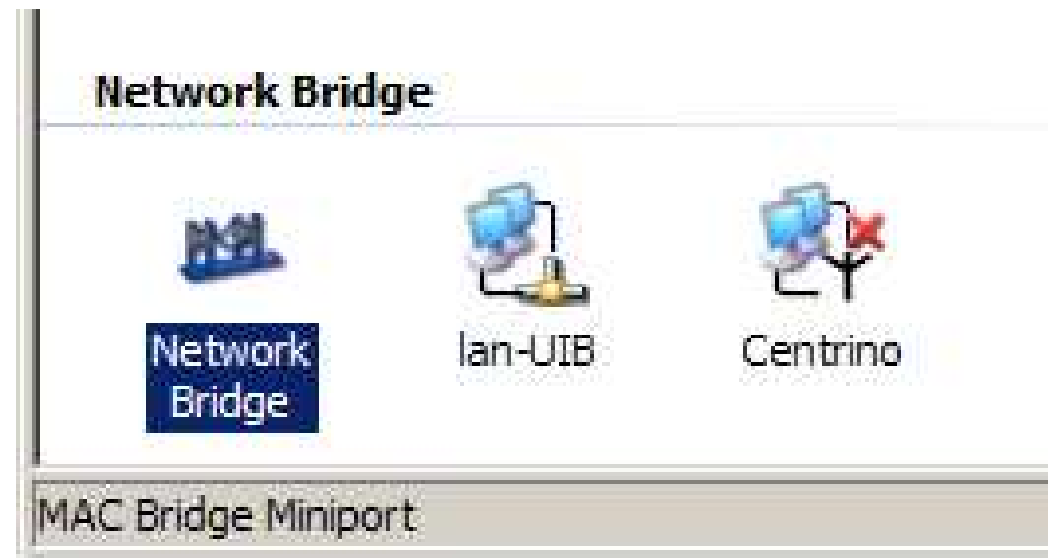 Network Bridge
Network
Bridge
lan-UIB
Centrino
MAC Bridge Miniport